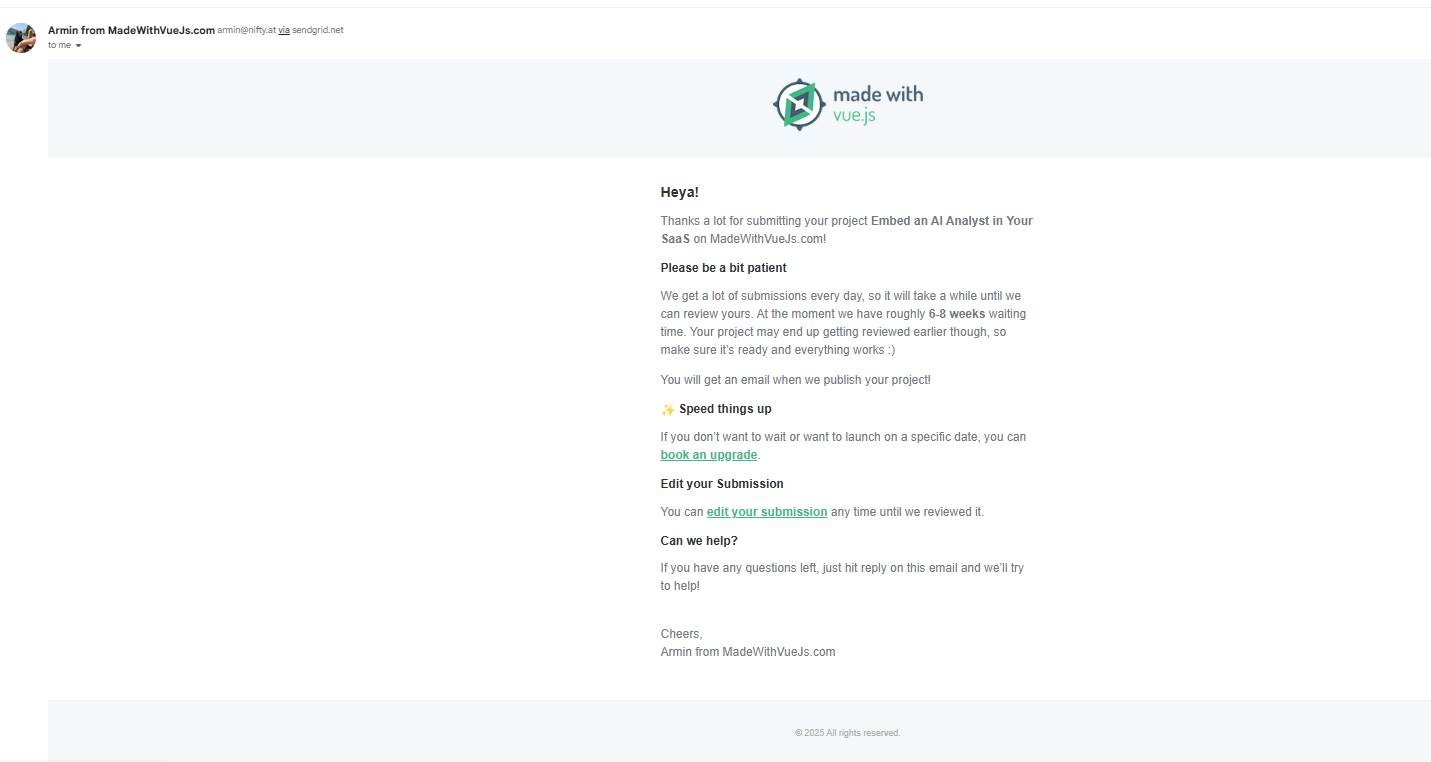 Armin from MadeWithVueJs.com armin@nifty.at via sendgrid.net
to me
made with
vue.js
Heya!
Thanks a lot for submitting your project Embed an AI Analyst in Your
SaaS on MadeWithVueJs.com!
Please be a bit patient
We get a lot of submissions every day, so it will take a while until we
can review yours. At the moment we have roughly 6-8 weeks waiting
time. Your project may end up getting reviewed earlier though, so
make sure it's ready and everything works :)
You will get an email when we publish your project!
✨ Speed things up
If you don't want to wait or want to launch on a specific date, you can
book an upgrade.
Edit your Submission
You can edit your submission any time until we reviewed it.
Can we help?
If you have any questions left, just hit reply on this email and we'll try
to help!
Cheers,
Armin from MadeWithVueJs.com
© 2025 All rights reserved.